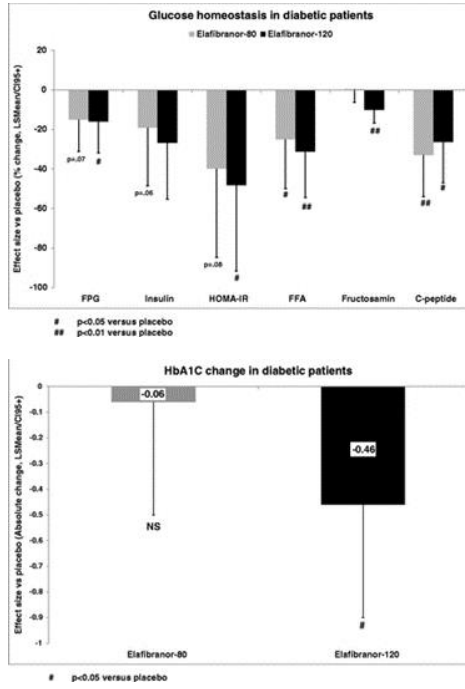 Glucose homeostasis in diabetic patients
Elafibranor-80 Elafibranor-120
Effect size vs placebo (% change, LSMean/CI95+)
20
0
-20
-40
-60
-80
-100
p=.07
#
p=.06
p=.08
#
#
##
##
##
#
FPG Insulin HOMA-IR FFA Fructosamin C-peptide
# p<0.05 versus placebo
## p<0.01 versus placebo
HbA1C change in diabetic patients
Effect size vs placebo (Absolute change, LSMean/CI95+)
0
-0.1
-0.2
-0.3
-0.4
-0.5
-0.6
-0.7
-0.8
-0.9
-1
-0.06
-0.46
NS
#
Elafibranor-80 Elafibranor-120
# p<0.05 versus placebo